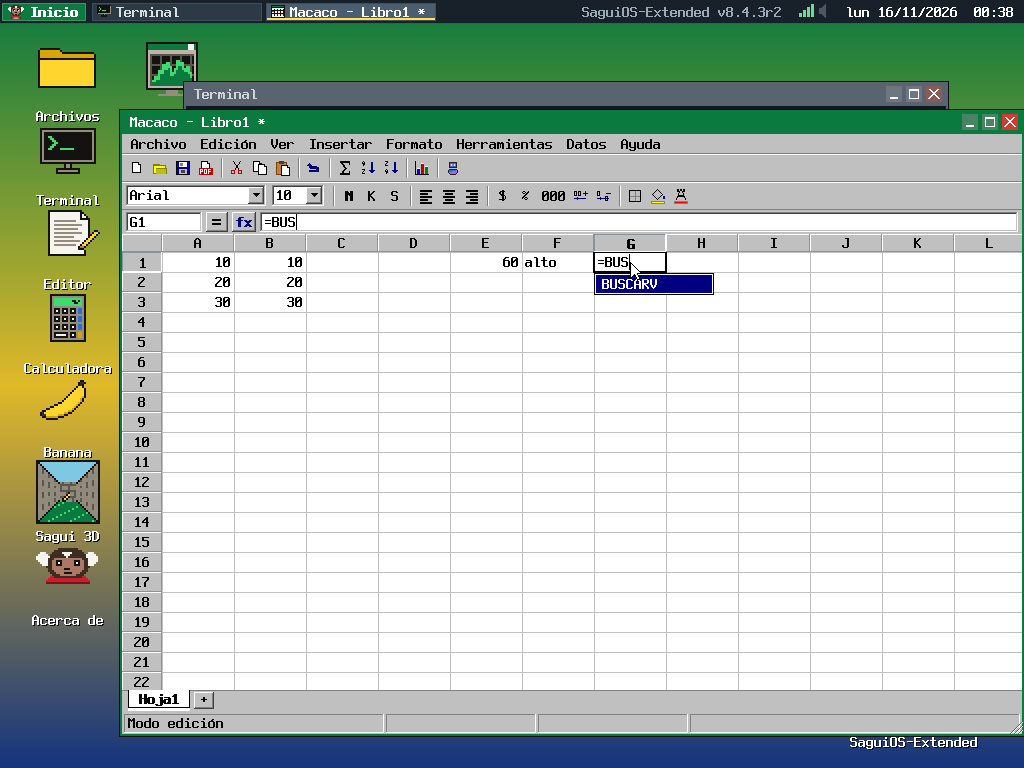 Inicio
Terminal
Macaco - Libro1 *
SaguiOS-Extended v8.4.3r2
lun 16/11/2026
00:38
Archivos
Terminal
Editor
Calculadora
Banana
Sagui 3D
Acerca de
Terminal
Macaco - Libro1 *
Archivo Edición Ver Insertar Formato Herramientas Datos Ayuda
PDF
Arial 10 N K S $ % 000
G1 = fx =BUS
A B C D E F G H I J K L
1 10 10 60 alto =BUS
2 20 20 BUSCARV
3 30 30
4
5
6
7
8
9
10
11
12
13
14
15
16
17
18
19
20
21
22
Hoja1 +
Modo edición
SaguiOS-Extended